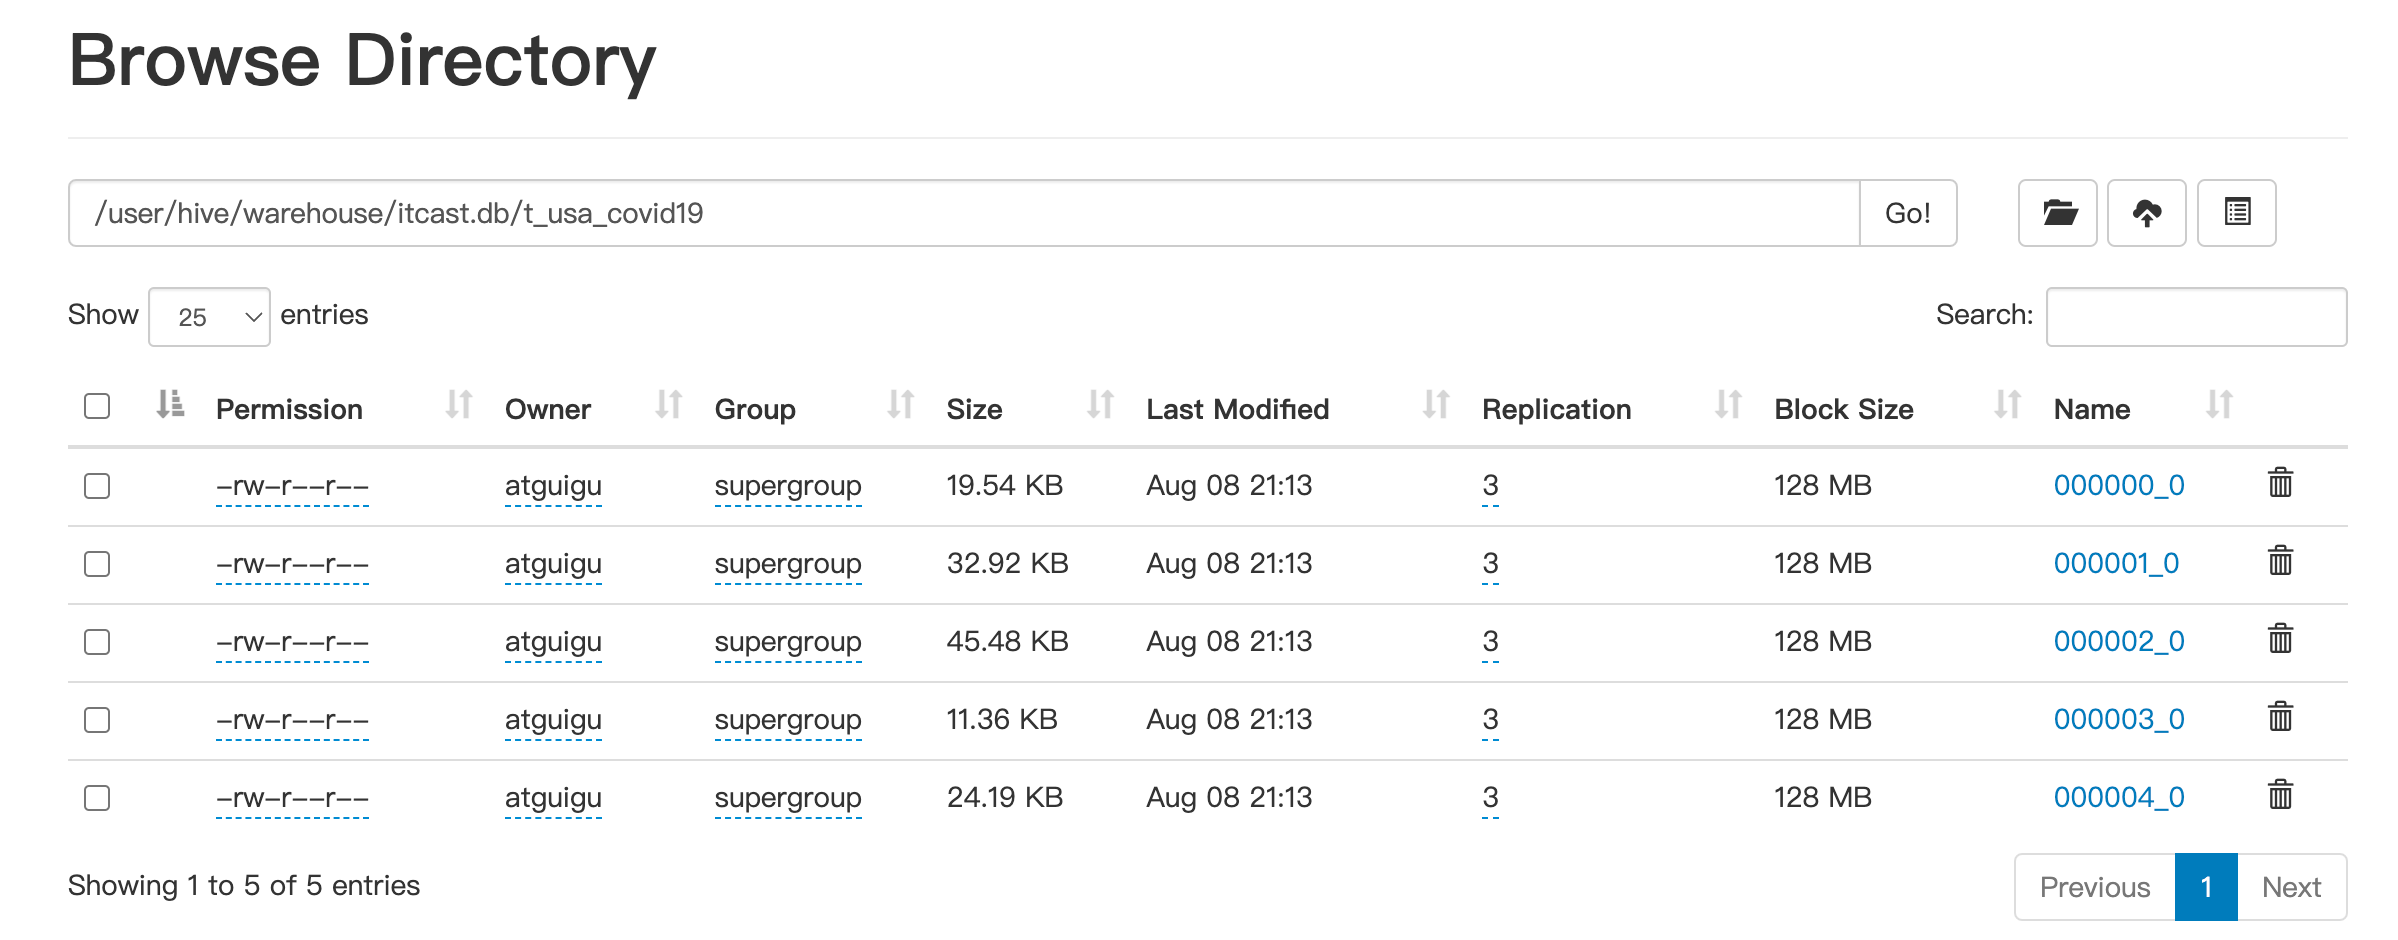 Browse Directory
/user/hive/warehouse/itcast.db/t_usa_covid19 Go!
Show 25 entries Search:
Permission Owner Group Size Last Modified Replication Block Size Name
-rw-r--r-- atguigu supergroup 19.54 KB Aug 08 21:13 3 128 MB 000000_0
-rw-r--r-- atguigu supergroup 32.92 KB Aug 08 21:13 3 128 MB 000001_0
-rw-r--r-- atguigu supergroup 45.48 KB Aug 08 21:13 3 128 MB 000002_0
-rw-r--r-- atguigu supergroup 11.36 KB Aug 08 21:13 3 128 MB 000003_0
-rw-r--r-- atguigu supergroup 24.19 KB Aug 08 21:13 3 128 MB 000004_0
Showing 1 to 5 of 5 entries Previous 1 Next